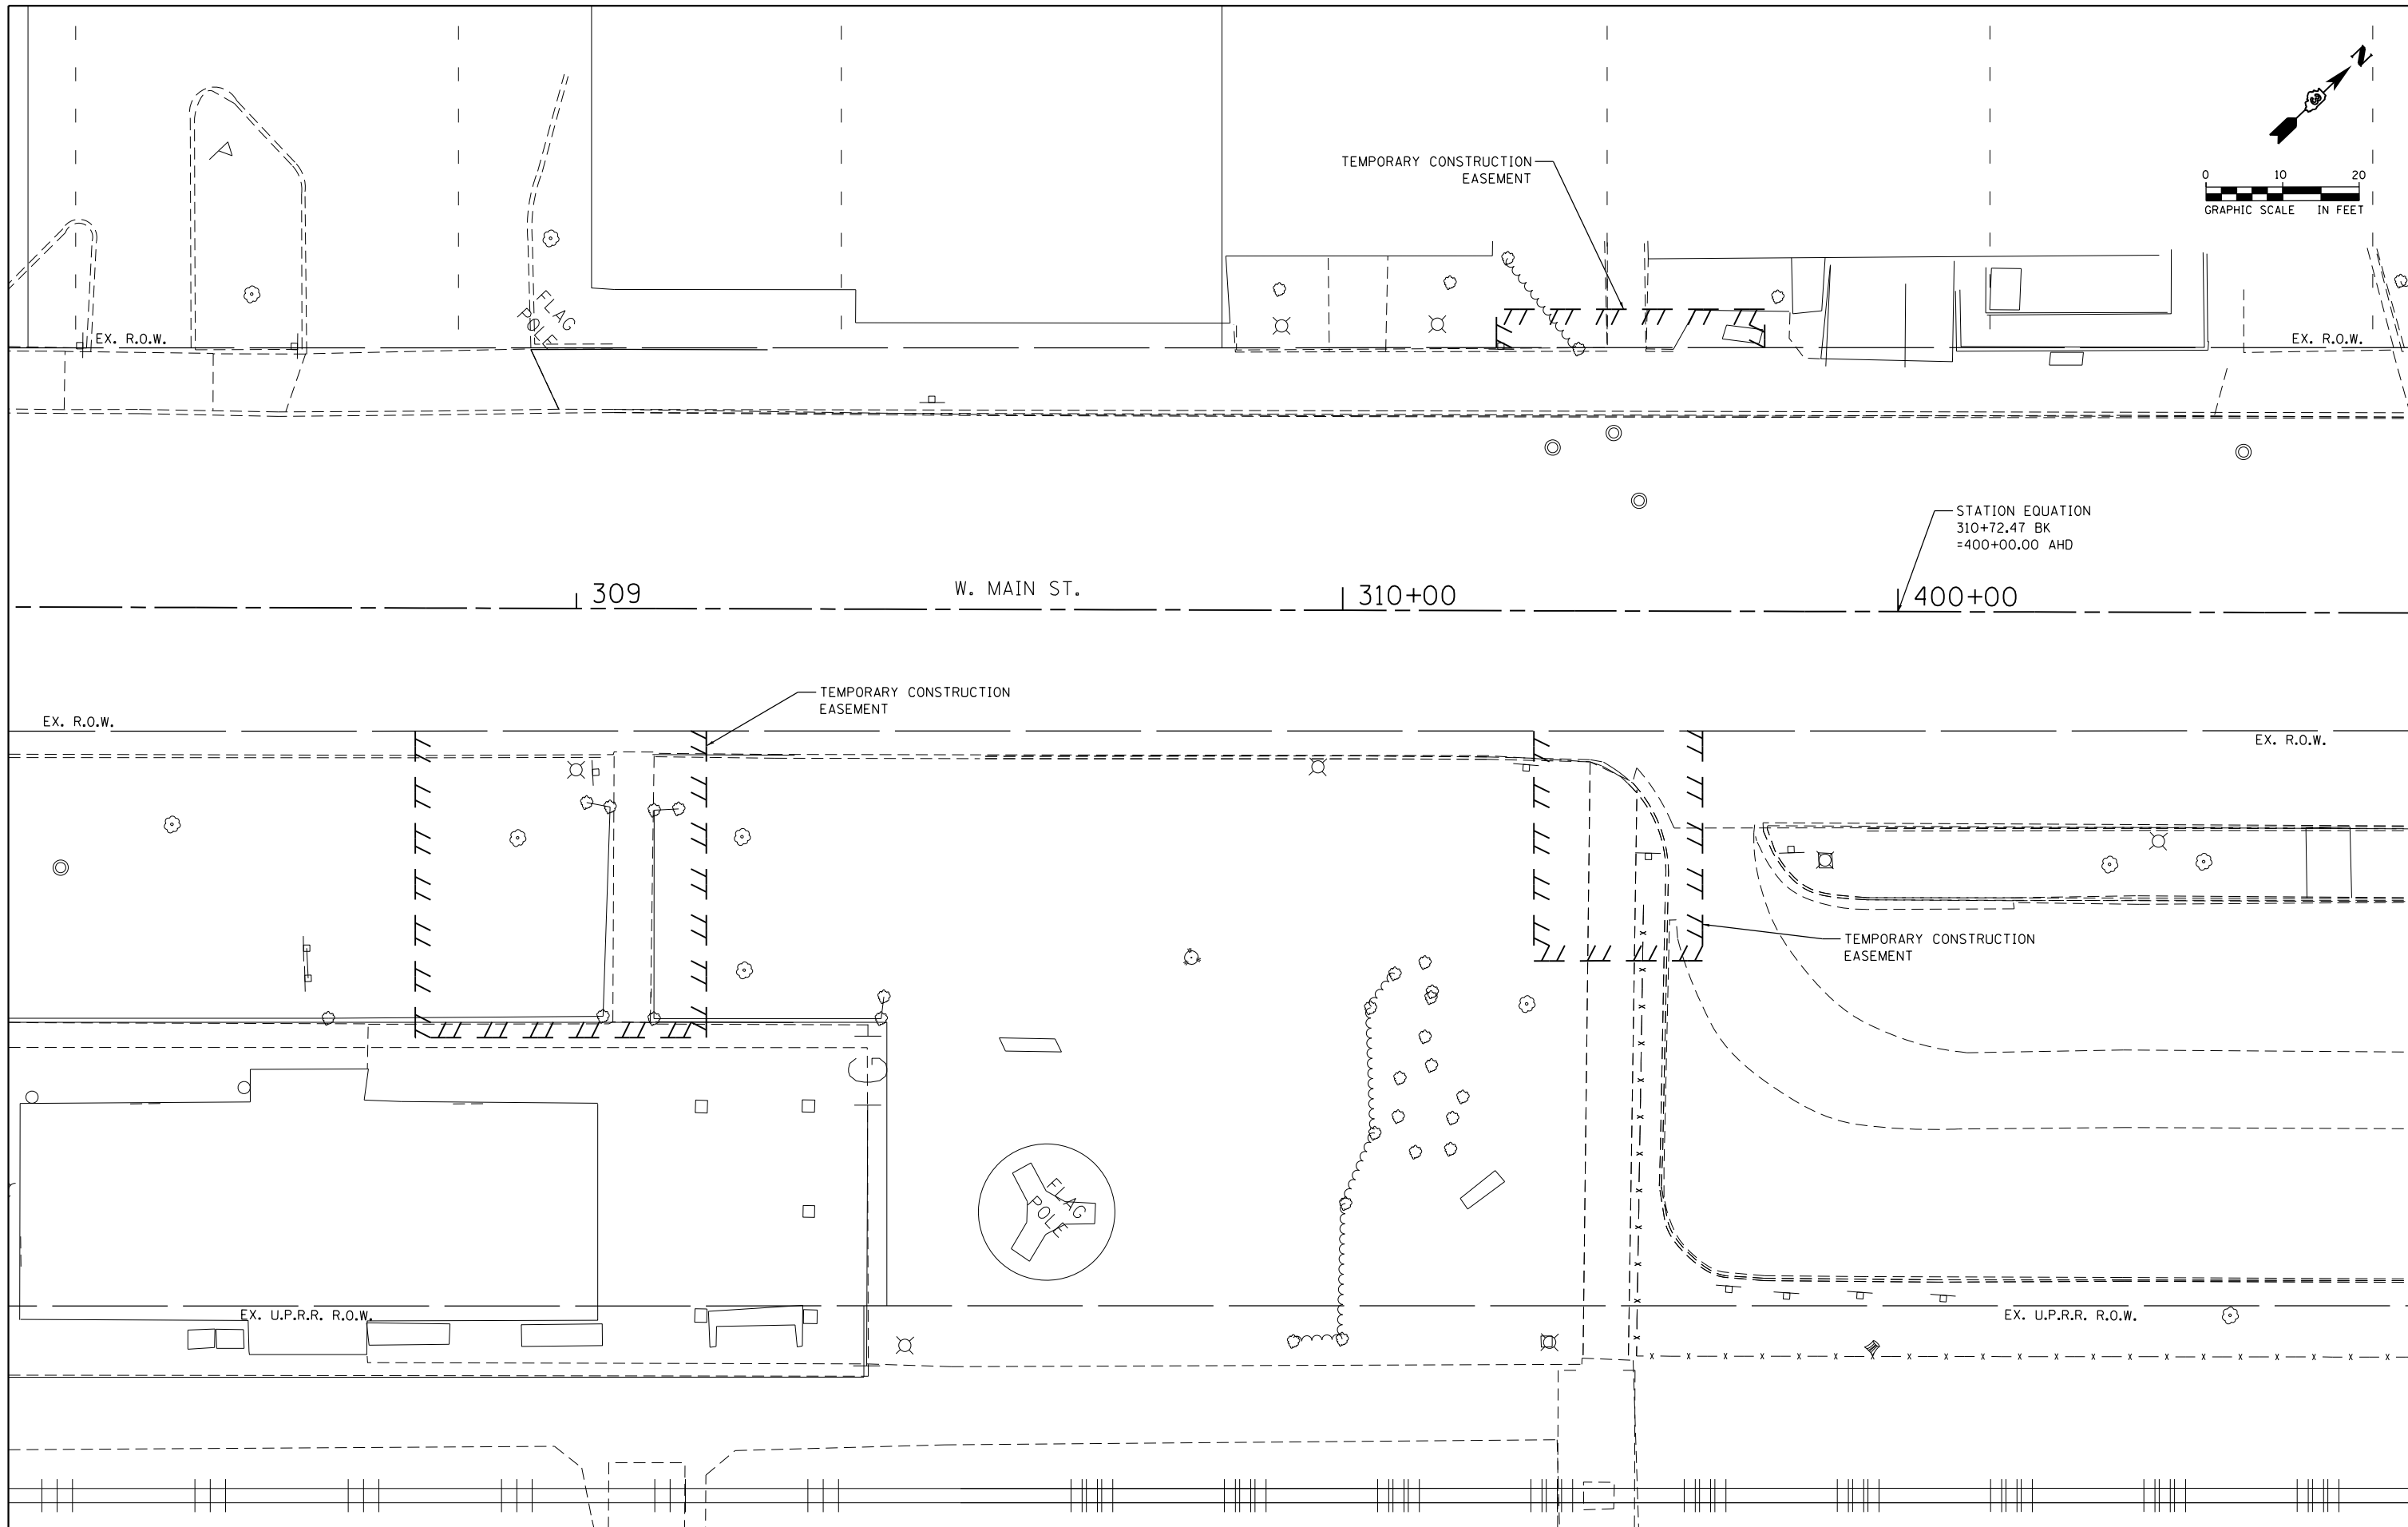 N
0 10 20
GRAPHIC SCALE IN FEET
TEMPORARY CONSTRUCTION
EASEMENT
FLAG
POLE
EX. R.O.W.
EX. R.O.W.
STATION EQUATION
310+72.47 BK
=400+00.00 AHD
309
W. MAIN ST.
310+00
400+00
TEMPORARY CONSTRUCTION
EASEMENT
EX. R.O.W.
EX. R.O.W.
TEMPORARY CONSTRUCTION
EASEMENT
FLAG
POLE
EX. U.P.R.R. R.O.W.
EX. U.P.R.R. R.O.W.